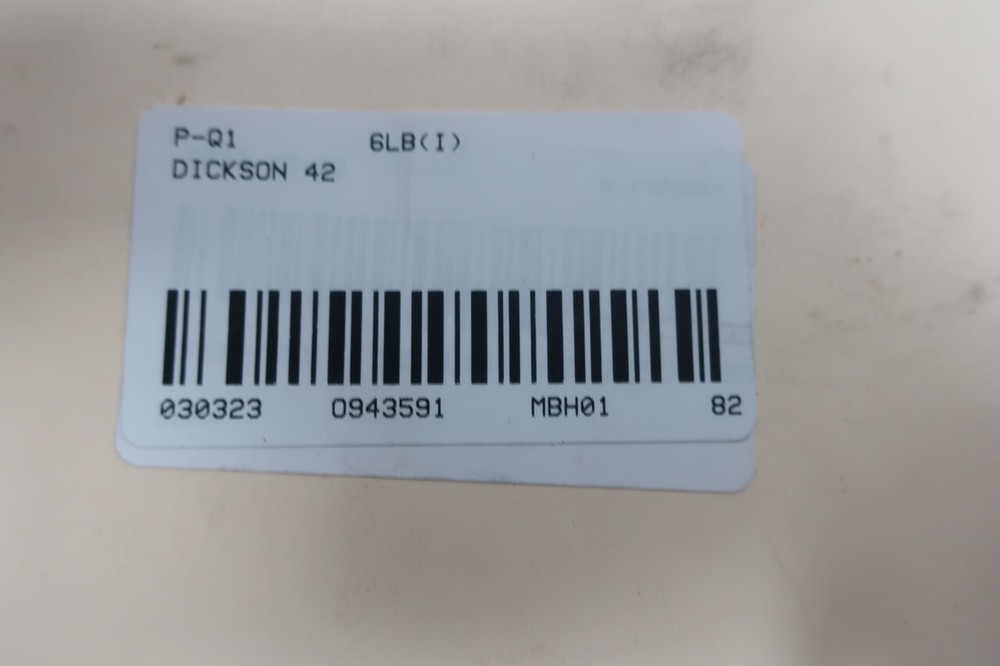 P-Q1 6LB(I)
DICKSON 42
030323 0943591 MBH01 82